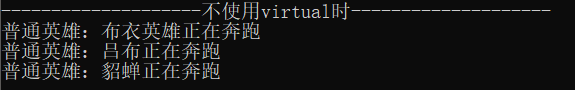 --------------------不使用virtual时--------------------
普通英雄：布衣英雄正在奔跑
普通英雄：吕布正在奔跑
普通英雄：貂蝉正在奔跑